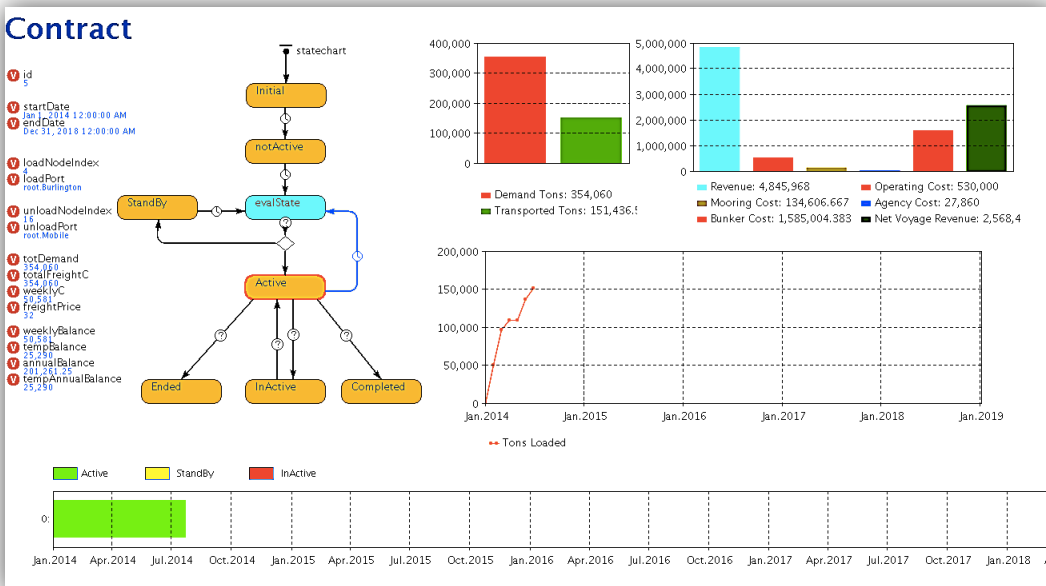 Contract
id
5
startDate
Jan 1, 2014 12:00:00 AM
endDate
Dec 31, 2018 12:00:00 AM
loadNodeIndex
4
loadPort
root.Burlington
unloadNodeIndex
16
unloadPort
root.Mobile
totDemand
354,060
totalFreightC
354,060
weeklyC
50,581
freightPrice
32
weeklyBalance
50,581
tempBalance
25,290
annualBalance
201,261.25
tempAnnualBalance
25,290
statechart
Initial
notActive
StandBy
evalState
?
Active
? ? ? ?
Ended
InActive
Completed
400,000
300,000
200,000
100,000
0
Demand Tons: 354,060
Transported Tons: 151,436.5
5,000,000
4,000,000
3,000,000
2,000,000
1,000,000
0
Revenue: 4,845,968
Operating Cost: 530,000
Mooring Cost: 134,606.667
Agency Cost: 27,860
Bunker Cost: 1,585,004.383
Net Voyage Revenue: 2,568,4
200,000
150,000
100,000
50,000
0
Jan.2014 Jan.2015 Jan.2016 Jan.2017 Jan.2018 Jan.2019
Tons Loaded
Active StandBy InActive
0:
Jan.2014 Apr.2014 Jul.2014 Oct.2014 Jan.2015 Apr.2015 Jul.2015 Oct.2015 Jan.2016 Apr.2016 Jul.2016 Oct.2016 Jan.2017 Apr.2017 Jul.2017 Oct.2017 Jan.2018